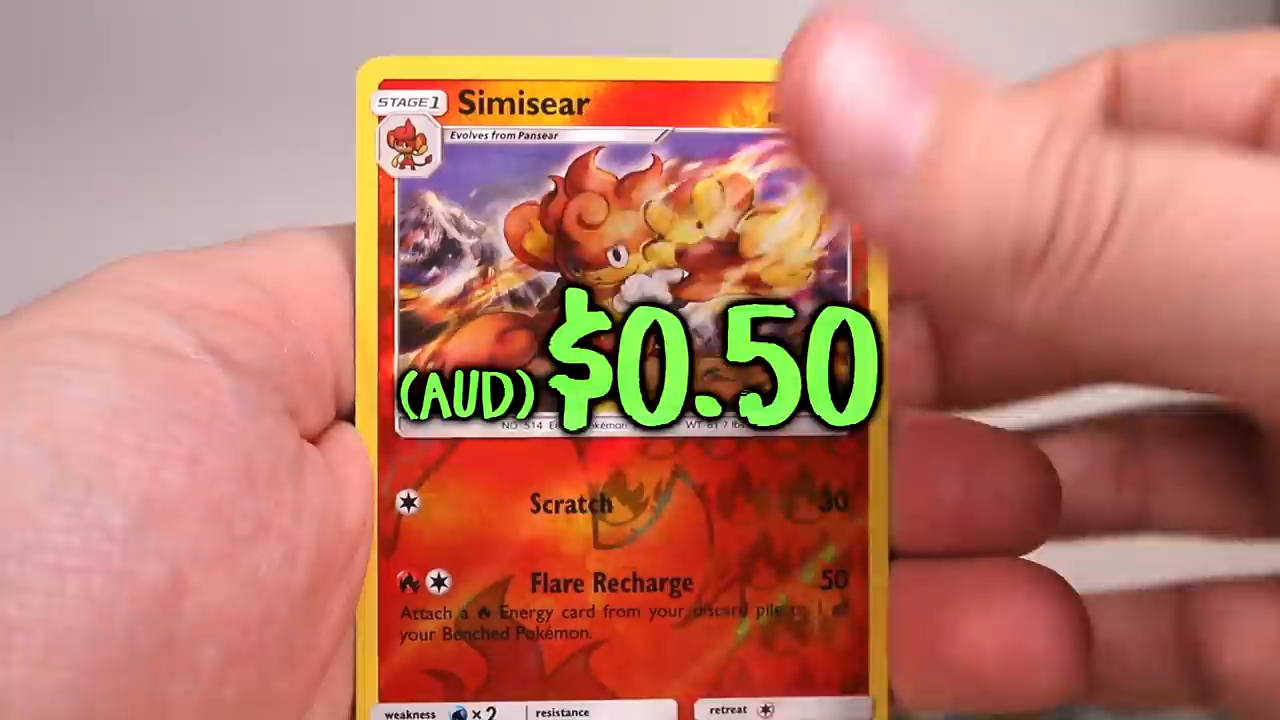 STAGE 1 Simisear
Evolves from Pansear
(AUD) $0.50
Scratch 30
Flare Recharge 50
Attach a Energy card from your discard pile to 1 of
your Benched Pokémon.
weakness ×2 resistance retreat